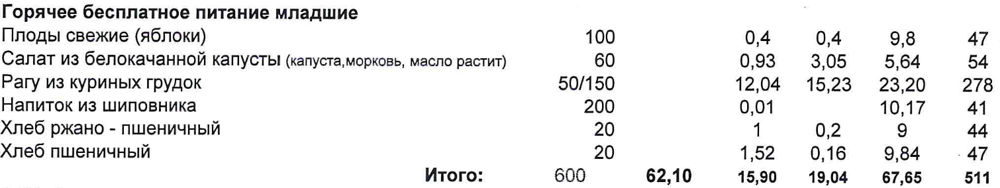 Горячее бесплатное питание младшие
Плоды свежие (яблоки) 100 0,4 0,4 9,8 47
Салат из белокачанной капусты (капуста,морковь, масло растит) 60 0,93 3,05 5,64 54
Рагу из куриных грудок 50/150 12,04 15,23 23,20 278
Напиток из шиповника 200 0,01 10,17 41
Хлеб ржано - пшеничный 20 1 0,2 9 44
Хлеб пшеничный 20 1,52 0,16 9,84 47
Итого: 600 62,10 15,90 19,04 67,65 511